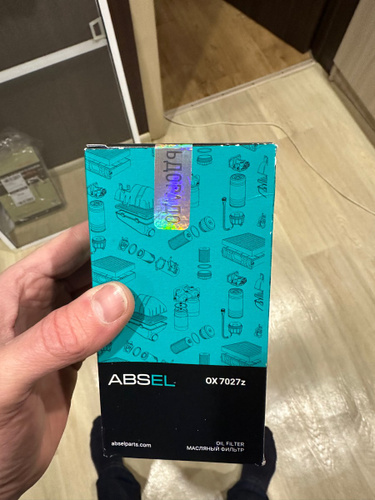 ABSEL
OX 7027z
abselparts.com
OIL FILTER
МАСЛЯНЫЙ ФИЛЬТР